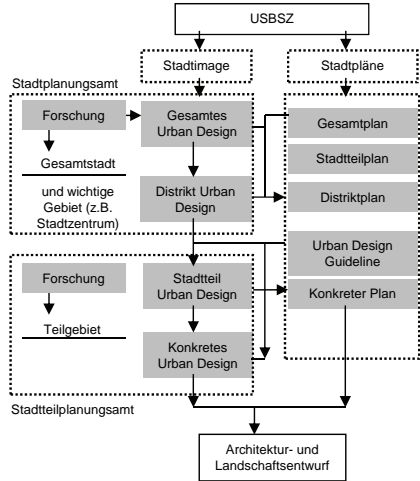 USBSZ
Stadtimage
Stadtpläne
Stadtplanungsamt
Forschung
Gesamtstadt
und wichtige
Gebiet (z.B.
Stadtzentrum)
Gesamtes
Urban Design
Distrikt Urban
Design
Gesamtplan
Stadtteilplan
Distriktplan
Urban Design
Guideline
Konkreter Plan
Forschung
Teilgebiet
Stadtteil
Urban Design
Konkretes
Urban Design
Stadtteilplanungsamt
Architektur- und
Landschaftsentwurf